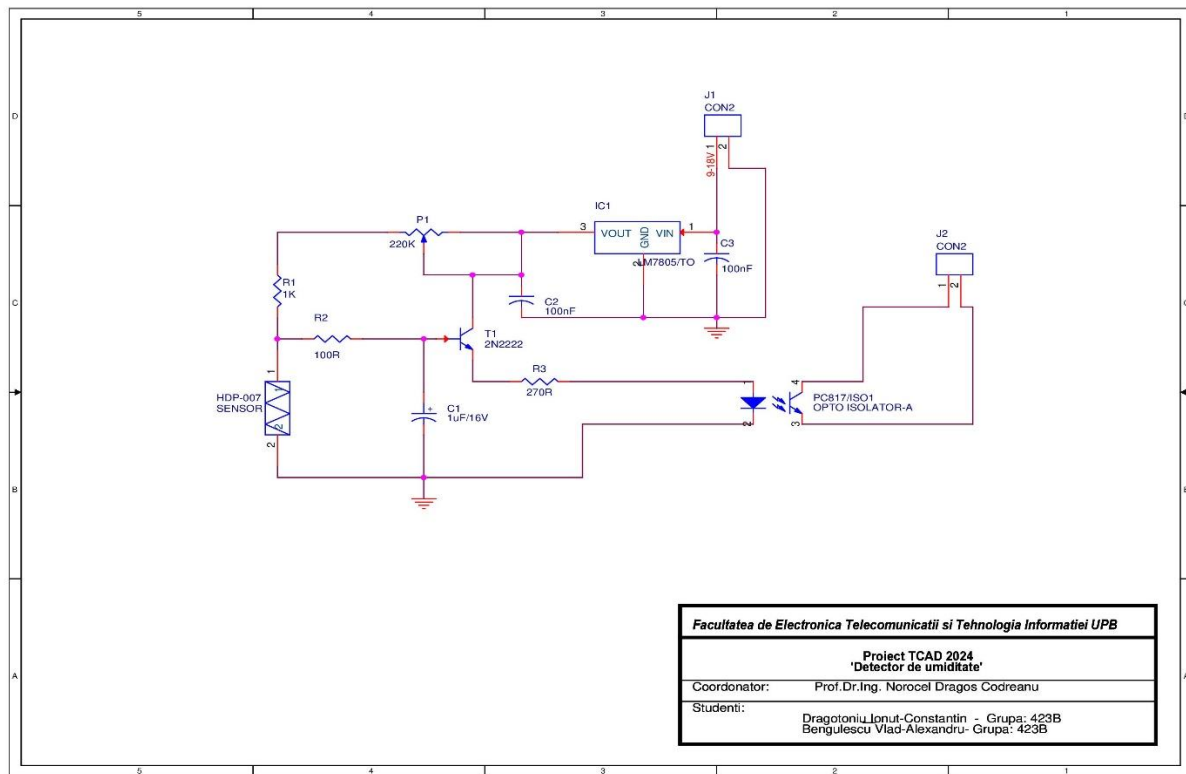 5 4 3 2 1
D
C
B
A
D
C
B
A
J1
CON2
9-18V
1
2
IC1
3
VOUT
GND
VIN
1
2
LM7805/TO
P1
220K
C3
100nF
J2
CON2
1
2
R1
1K
C2
100nF
R2
100R
T1
2N2222
R3
270R
1
2
4
3
PC817/ISO1
OPTO ISOLATOR-A
1
HDP-007
SENSOR
1
2
2
C1
+
1uF/16V
Facultatea de Electronica Telecomunicatii si Tehnologia Informatiei UPB
Proiect TCAD 2024
'Detector de umiditate'
Coordonator: Prof.Dr.Ing. Norocel Dragos Codreanu
Studenti:
Dragotoniu Ionut-Constantin - Grupa: 423B
Bengulescu Vlad-Alexandru- Grupa: 423B
5 4 3 2 1